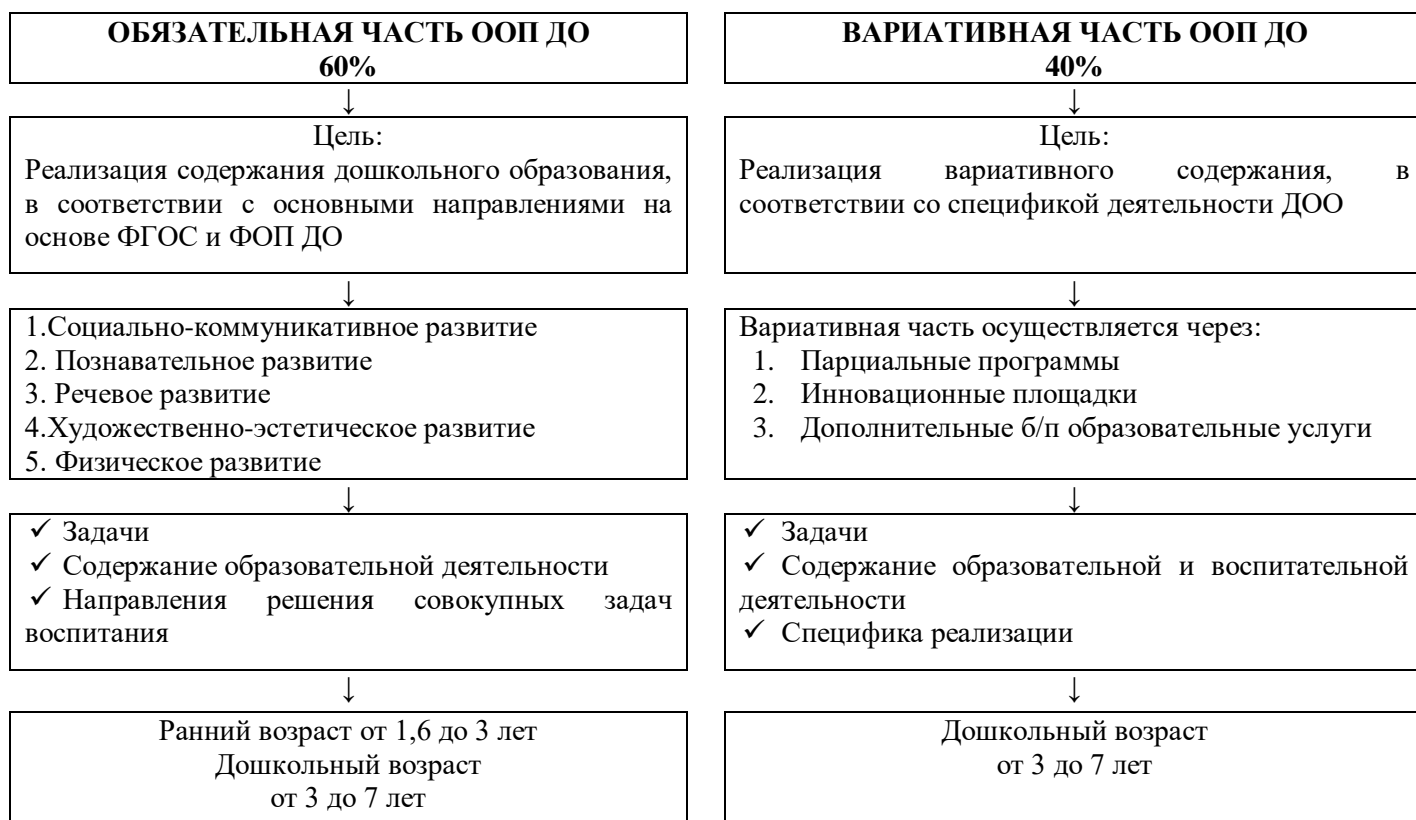 ОБЯЗАТЕЛЬНАЯ ЧАСТЬ ООП ДО
60%
↓
Цель:
Реализация содержания дошкольного образования,
в соответствии с основными направлениями на
основе ФГОС и ФОП ДО
↓
1.Социально-коммуникативное развитие
2. Познавательное развитие
3. Речевое развитие
4.Художественно-эстетическое развитие
5. Физическое развитие
↓
✓ Задачи
✓ Содержание образовательной деятельности
✓ Направления решения совокупных задач
воспитания
↓
Ранний возраст от 1,6 до 3 лет
Дошкольный возраст
от 3 до 7 лет
ВАРИАТИВНАЯ ЧАСТЬ ООП ДО
40%
↓
Цель:
Реализация вариативного содержания, в
соответствии со спецификой деятельности ДОО
↓
Вариативная часть осуществляется через:
1. Парциальные программы
2. Инновационные площадки
3. Дополнительные б/п образовательные услуги
↓
✓ Задачи
✓ Содержание образовательной и воспитательной
деятельности
✓ Специфика реализации
↓
Дошкольный возраст
от 3 до 7 лет